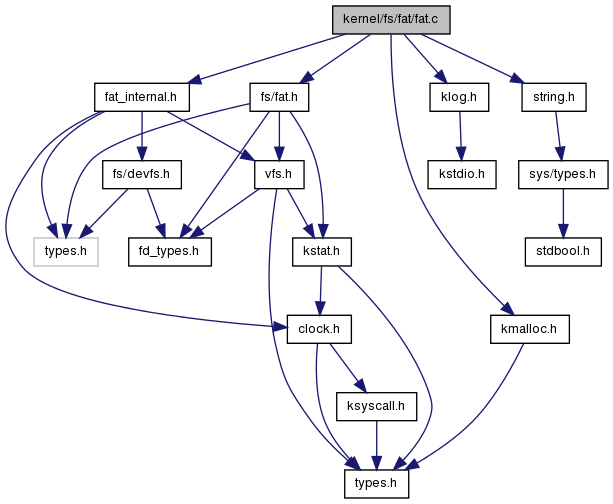 kernel/fs/fat/fat.c
fat_internal.h
fs/fat.h
klog.h
string.h
fs/devfs.h
vfs.h
kstdio.h
sys/types.h
types.h
fd_types.h
kstat.h
stdbool.h
clock.h
kmalloc.h
ksyscall.h
types.h